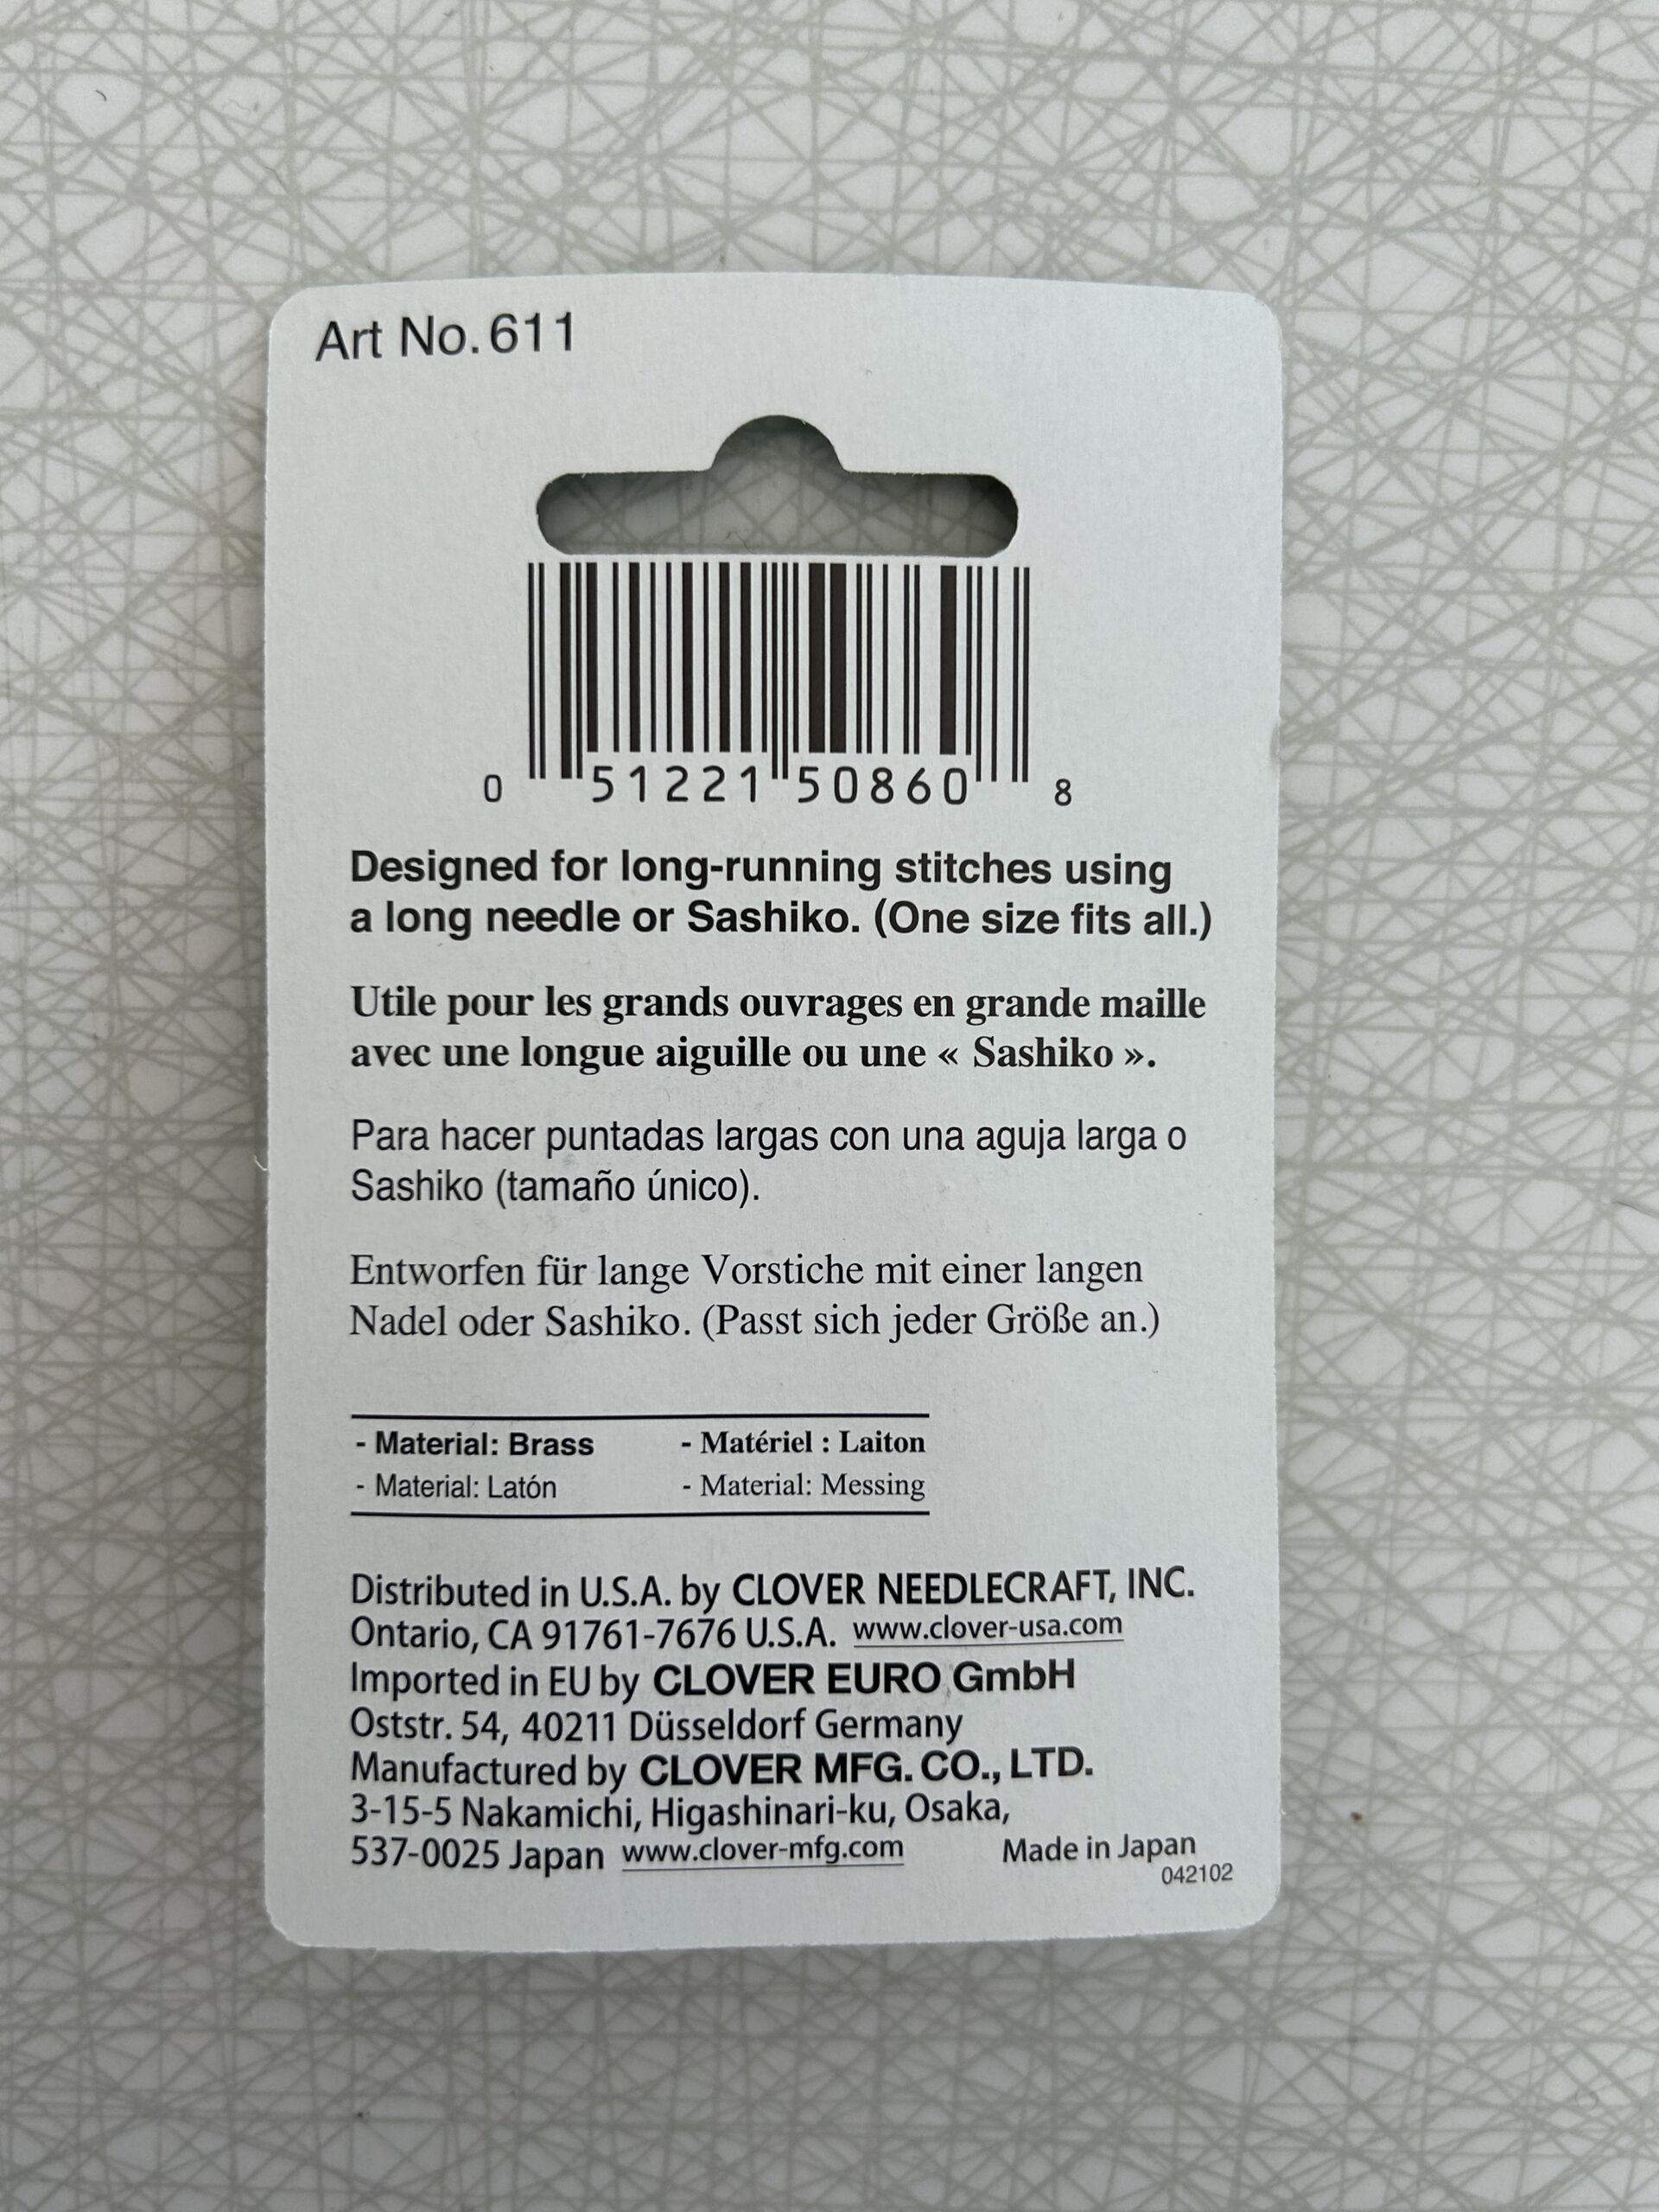 Art No. 611
0 51221 50860 8
Designed for long-running stitches using
a long needle or Sashiko. (One size fits all.)
Utile pour les grands ouvrages en grande maille
avec une longue aiguille ou une « Sashiko ».
Para hacer puntadas largas con una aguja larga o
Sashiko (tamaño único).
Entworfen für lange Vorstiche mit einer langen
Nadel oder Sashiko. (Passt sich jeder Größe an.)
- Material: Brass - Matériel : Laiton
- Material: Latón - Material: Messing
Distributed in U.S.A. by CLOVER NEEDLECRAFT, INC.
Ontario, CA 91761-7676 U.S.A. www.clover-usa.com
Imported in EU by CLOVER EURO GmbH
Oststr. 54, 40211 Düsseldorf Germany
Manufactured by CLOVER MFG. CO., LTD.
3-15-5 Nakamichi, Higashinari-ku, Osaka,
537-0025 Japan www.clover-mfg.com Made in Japan
042102